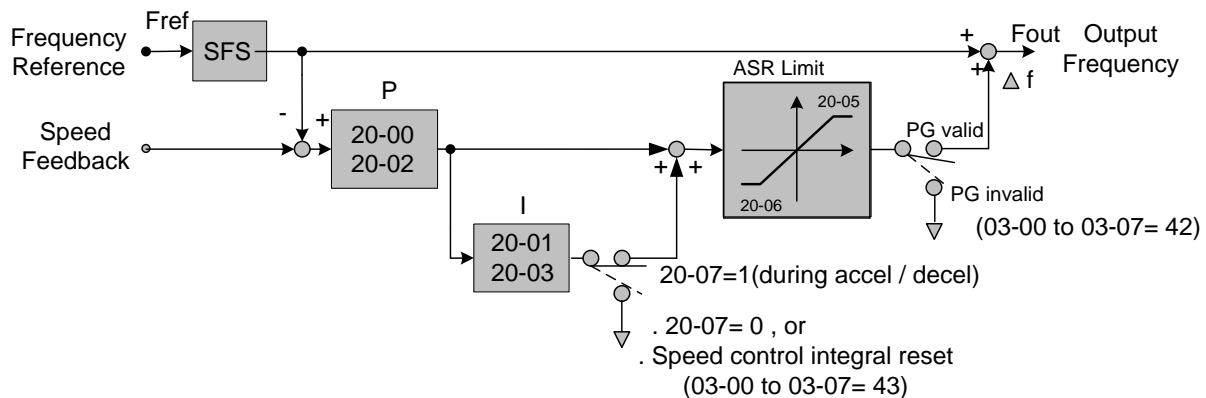 Fref
Frequency
Reference
SFS
+
Fout
Output
Frequency
+
Δ f
ASR Limit
P
20-05
Speed
Feedback
-
+
20-00
20-02
PG valid
+
+
20-06
PG invalid
(03-00 to 03-07= 42)
I
20-01
20-03
20-07=1(during accel / decel)
. 20-07= 0 , or
. Speed control integral reset
(03-00 to 03-07= 43)